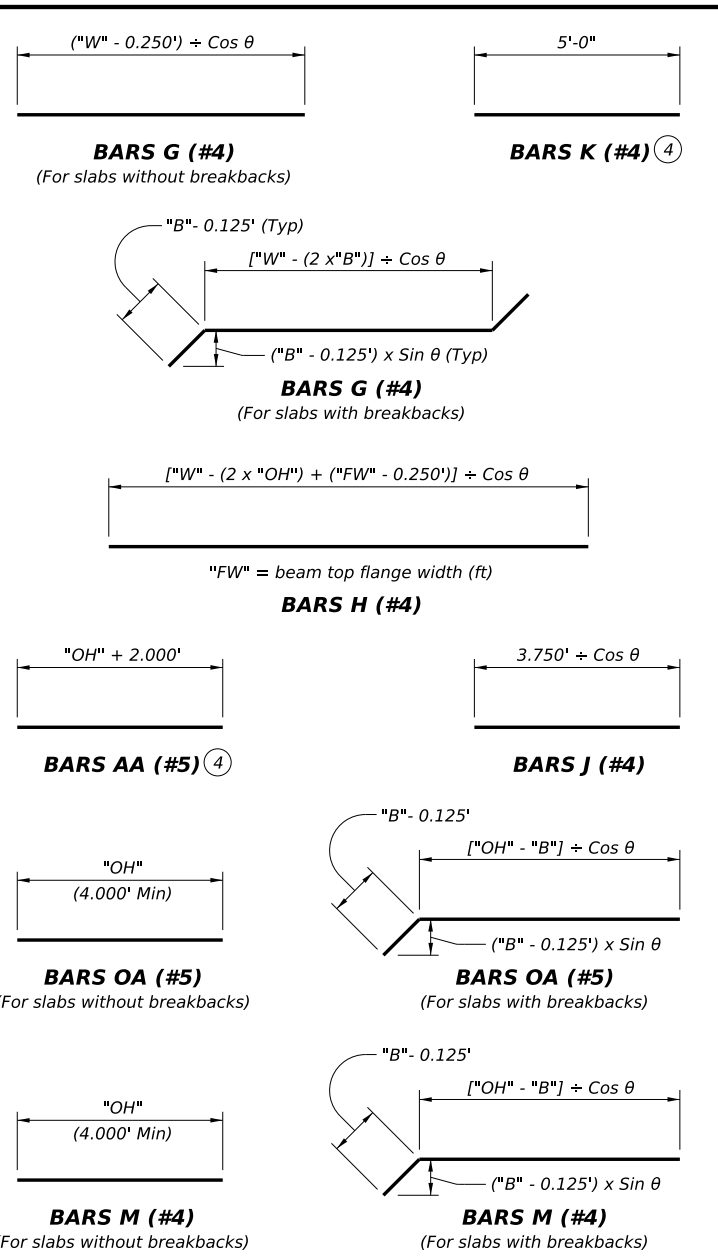 ("W" - 0.250') ÷ Cos θ
5'-0"
BARS G (#4)
(For slabs without breakbacks)
BARS K (#4) 4
"B"- 0.125' (Typ)
["W" - (2 x"B")] ÷ Cos θ
("B" - 0.125') x Sin θ (Typ)
BARS G (#4)
(For slabs with breakbacks)
["W" - (2 x "OH") + ("FW" - 0.250')] ÷ Cos θ
"FW" = beam top flange width (ft)
BARS H (#4)
"OH" + 2.000'
3.750' ÷ Cos θ
BARS AA (#5) 4
BARS J (#4)
"OH"
(4.000' Min)
BARS OA (#5)
(For slabs without breakbacks)
"B"- 0.125'
["OH" - "B"] ÷ Cos θ
("B" - 0.125') x Sin θ
BARS OA (#5)
(For slabs with breakbacks)
"OH"
(4.000' Min)
BARS M (#4)
(For slabs without breakbacks)
"B"- 0.125'
["OH" - "B"] ÷ Cos θ
("B" - 0.125') x Sin θ
BARS M (#4)
(For slabs with breakbacks)